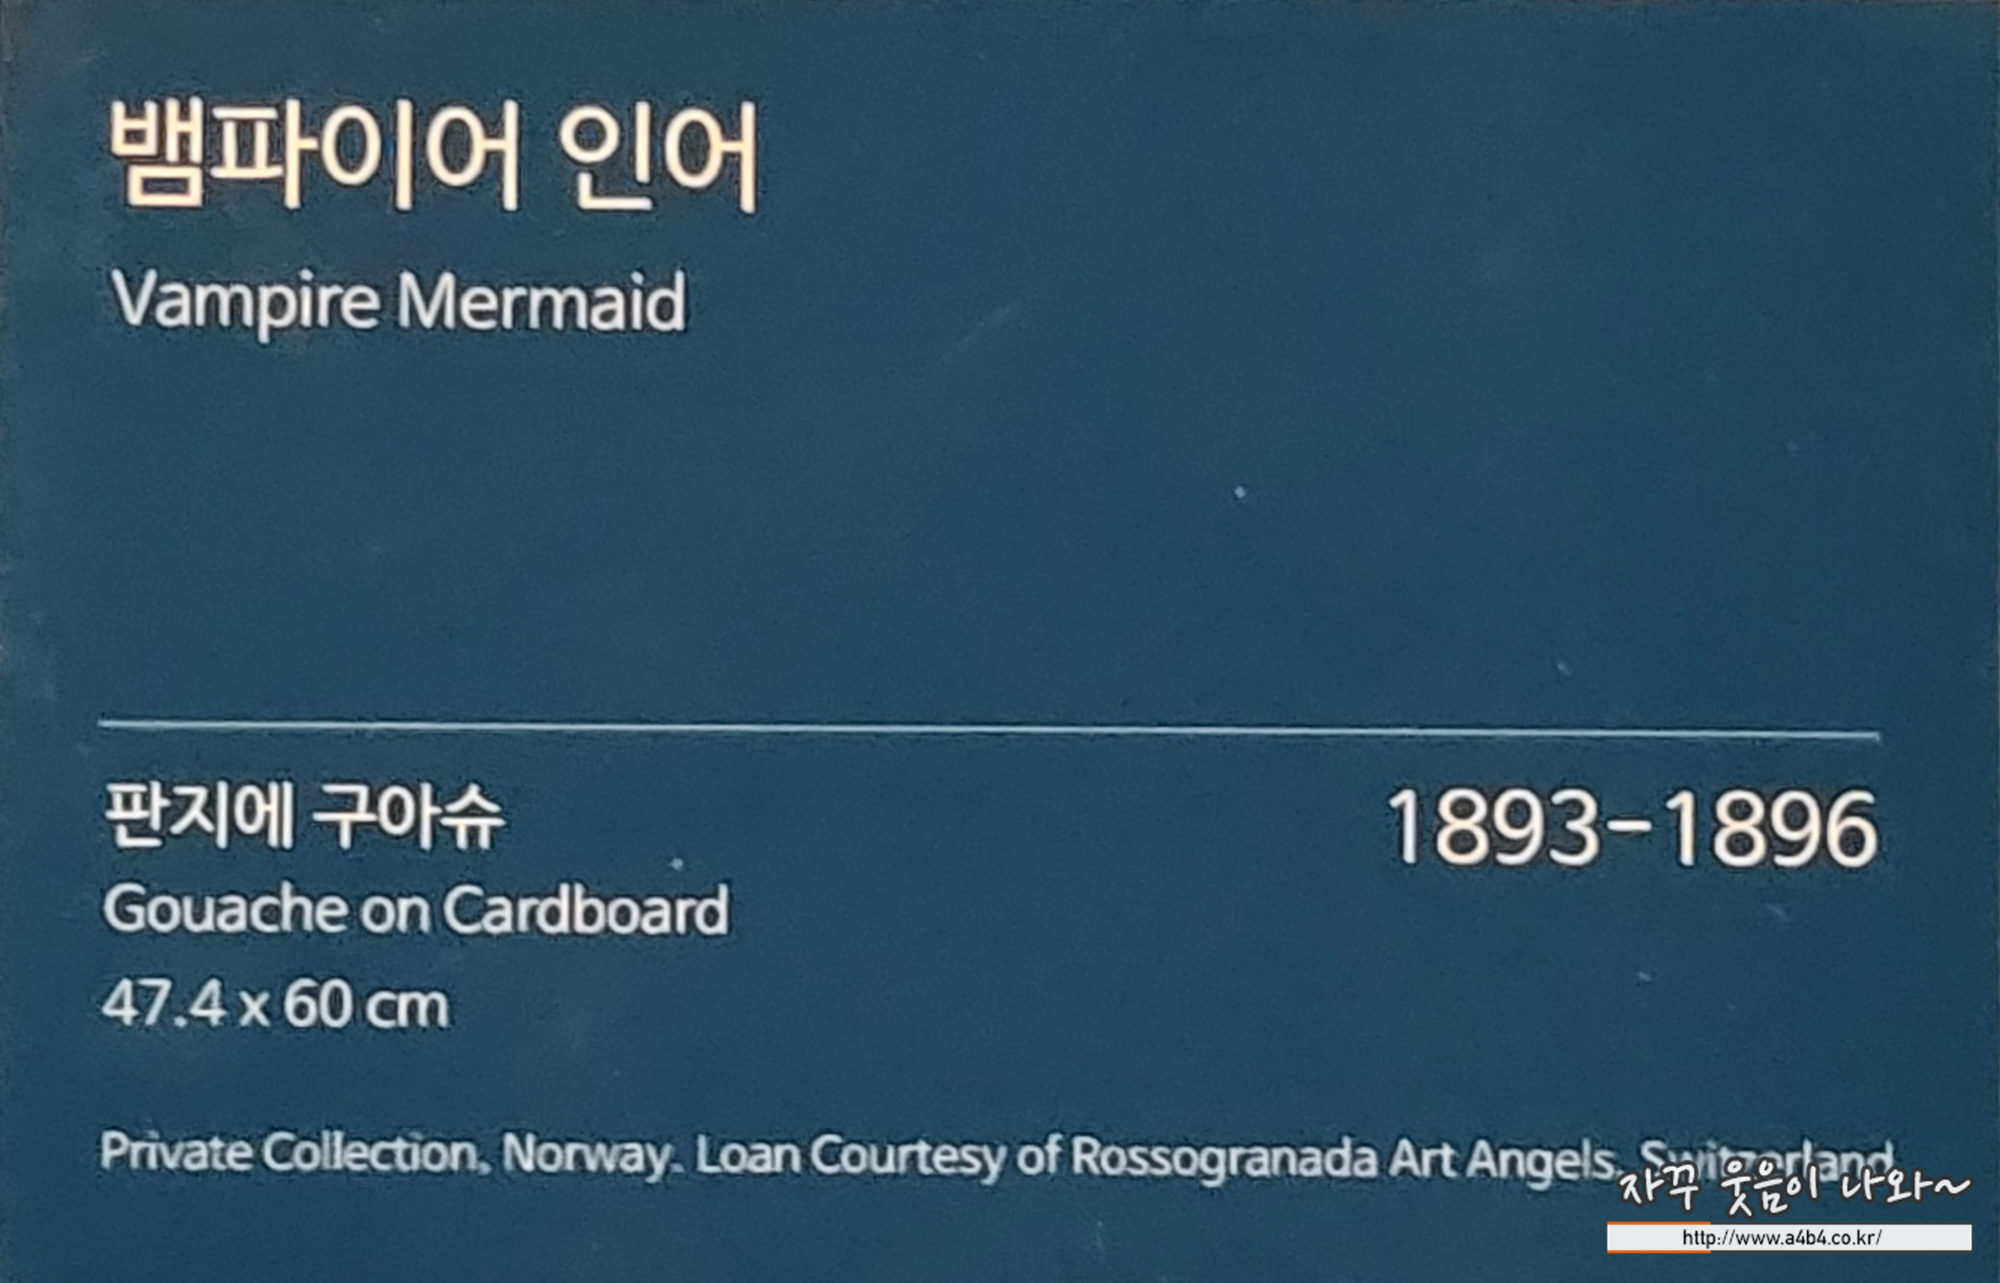 뱀파이어 인어
Vampire Mermaid
판지에 구아슈
1893-1896
Gouache on Cardboard
47.4 x 60 cm
Private Collection, Norway. Loan Courtesy of Rossogranada Art Angels, Switzerland
자꾸 웃음이 나와~
http://www.a4b4.co.kr/